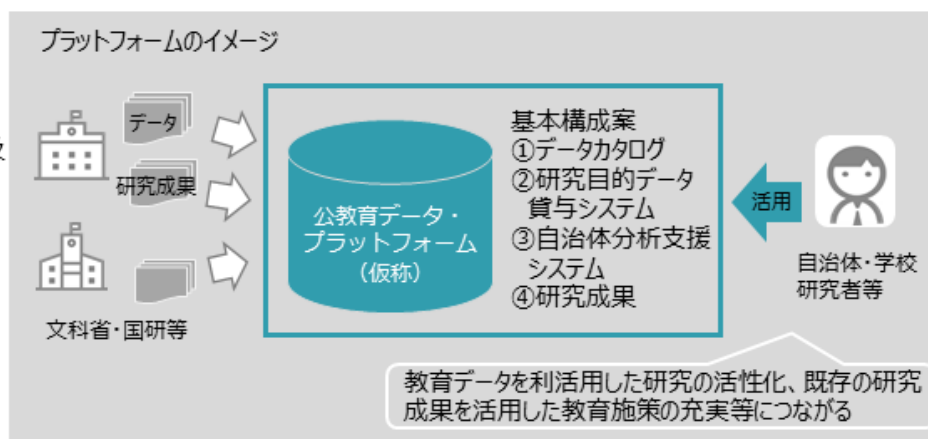 プラットフォームのイメージ
データ
研究成果
文科省・国研等
公教育データ・
プラットフォーム
（仮称）
基本構成案
①データカタログ
②研究目的データ
貸与システム
③自治体分析支援
システム
④研究成果
活用
自治体・学校
研究者等
教育データを利活用した研究の活性化、既存の研究
成果を活用した教育施策の充実等につながる